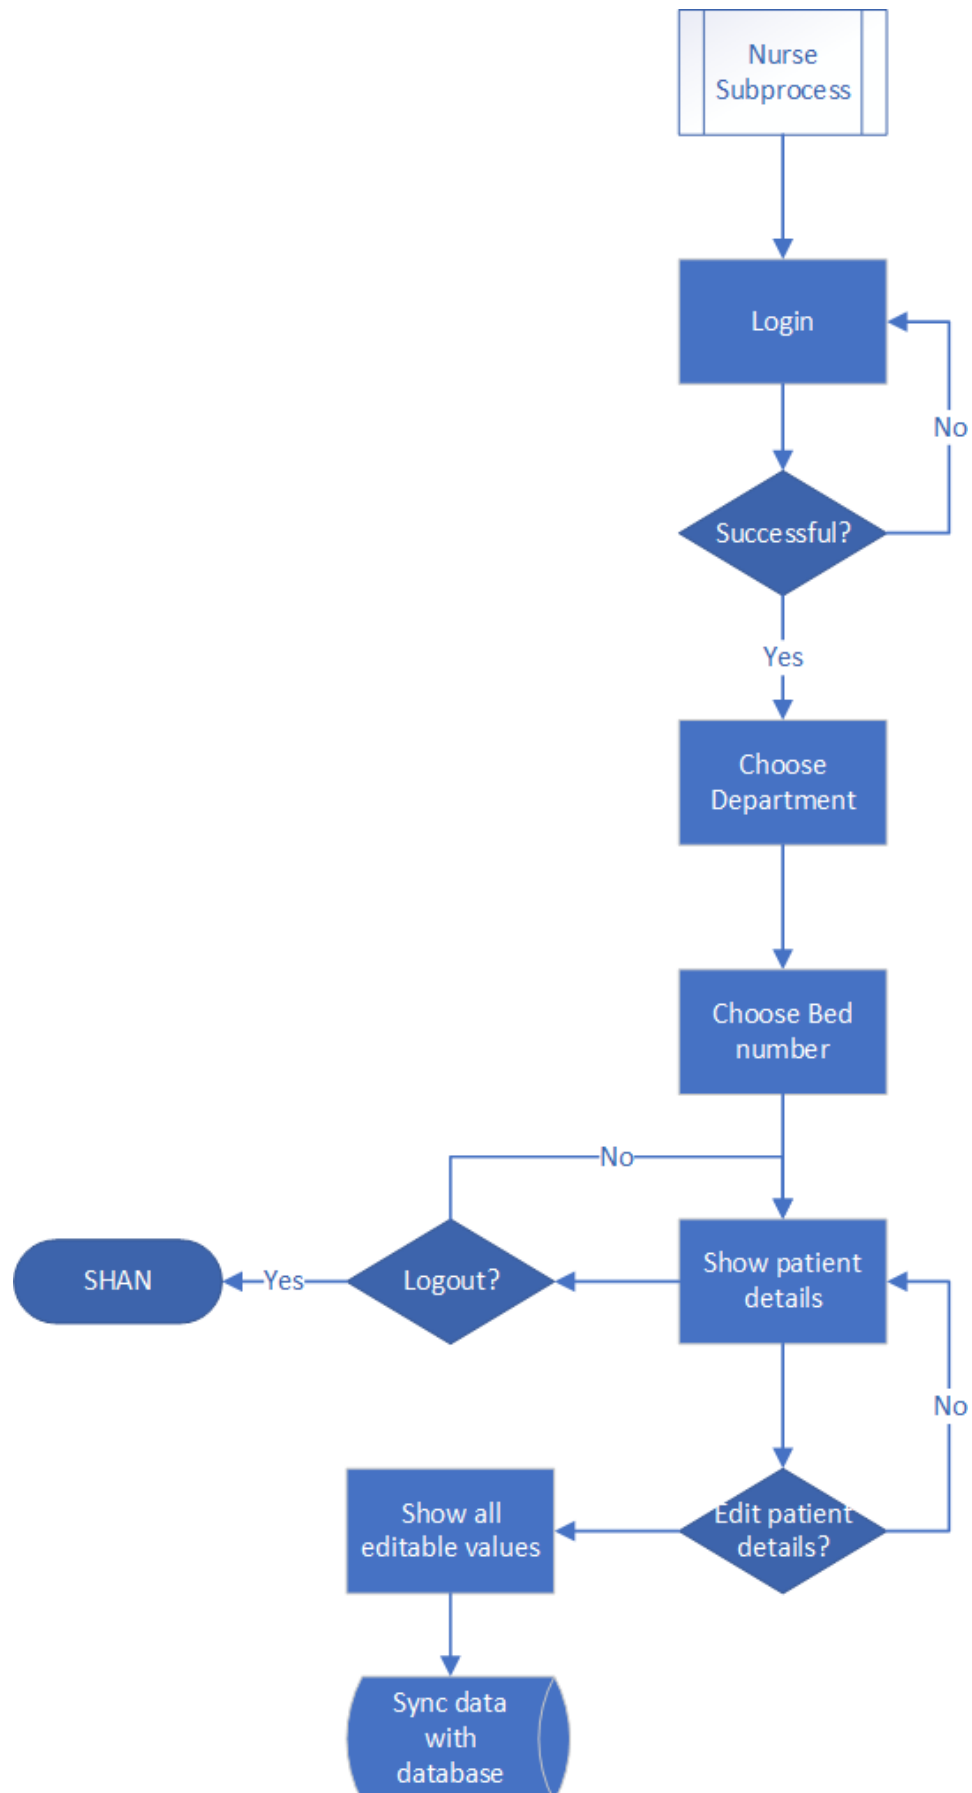 Nurse
Subprocess
Login
No
Successful?
Yes
Choose
Department
Choose Bed
number
No
SHAN
Yes
Logout?
Show patient
details
No
Show all
editable values
Edit patient
details?
Sync data
with
database